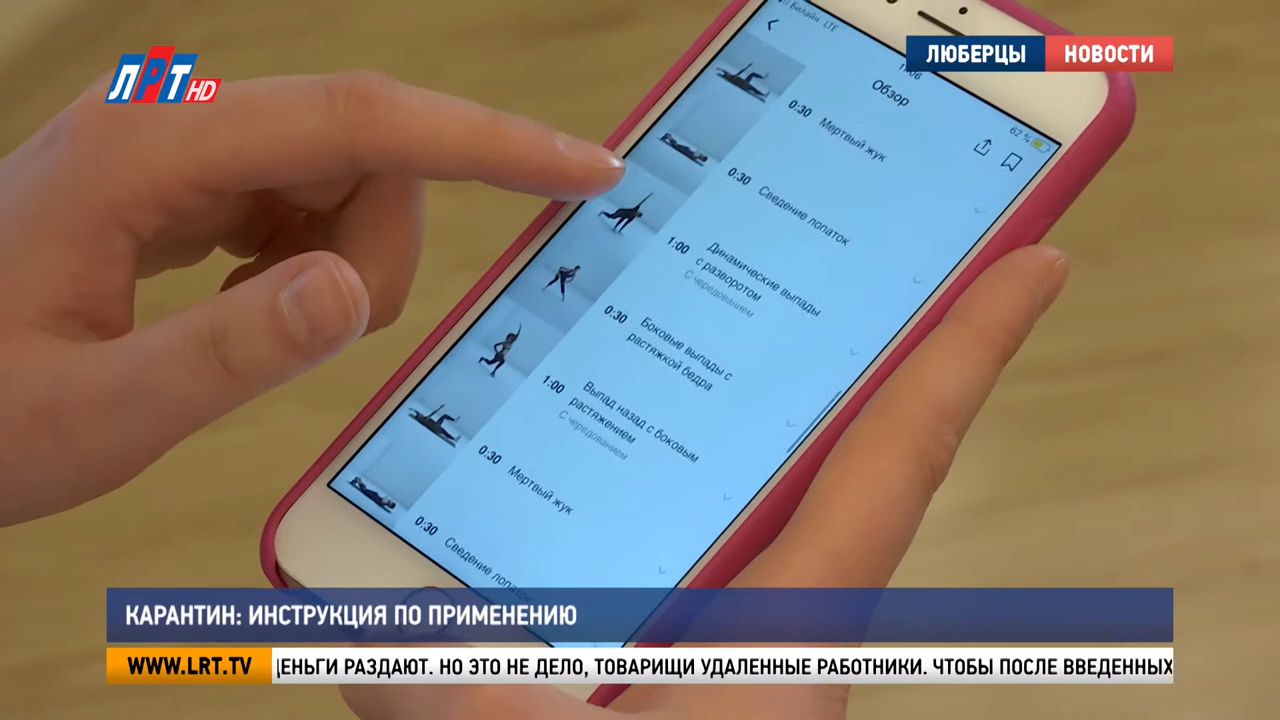 Билайн LTE
ЛРТ HD
ЛЮБЕРЦЫ НОВОСТИ
Обзор
62 %
0:30 Мертвый жук
0:30 Сведение лопаток
1:00 Динамические выпады
с разворотом
С чередованием
0:30 Боковые выпады с
растяжкой бедра
1:00 Выпад назад с боковым
растяжением
С чередованием
0:30 Мертвый жук
0:30 Сведение лопаток
КАРАНТИН: ИНСТРУКЦИЯ ПО ПРИМЕНЕНИЮ
WWW.LRT.TV ДЕНЬГИ РАЗДАЮТ. НО ЭТО НЕ ДЕЛО, ТОВАРИЩИ УДАЛЕННЫЕ РАБОТНИКИ. ЧТОБЫ ПОСЛЕ ВВЕДЕННЫХ